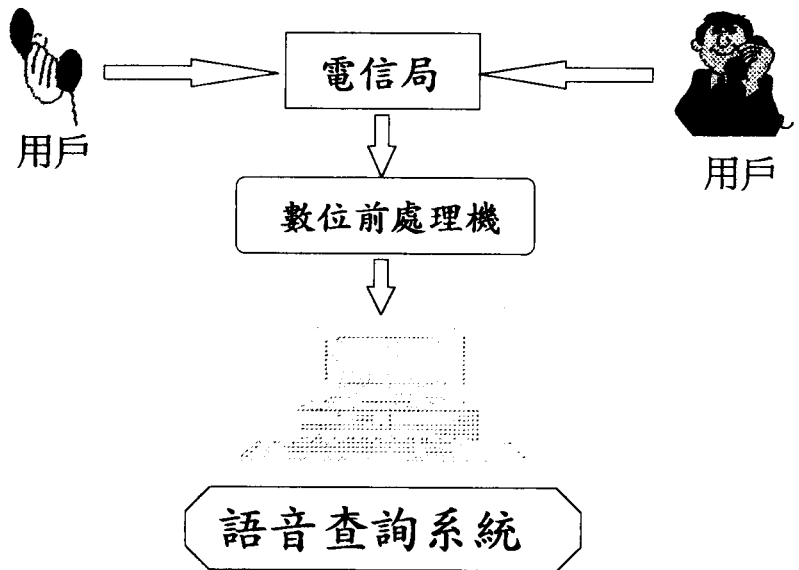 電信局
用戶
用戶
數位前處理機
語音查詢系統